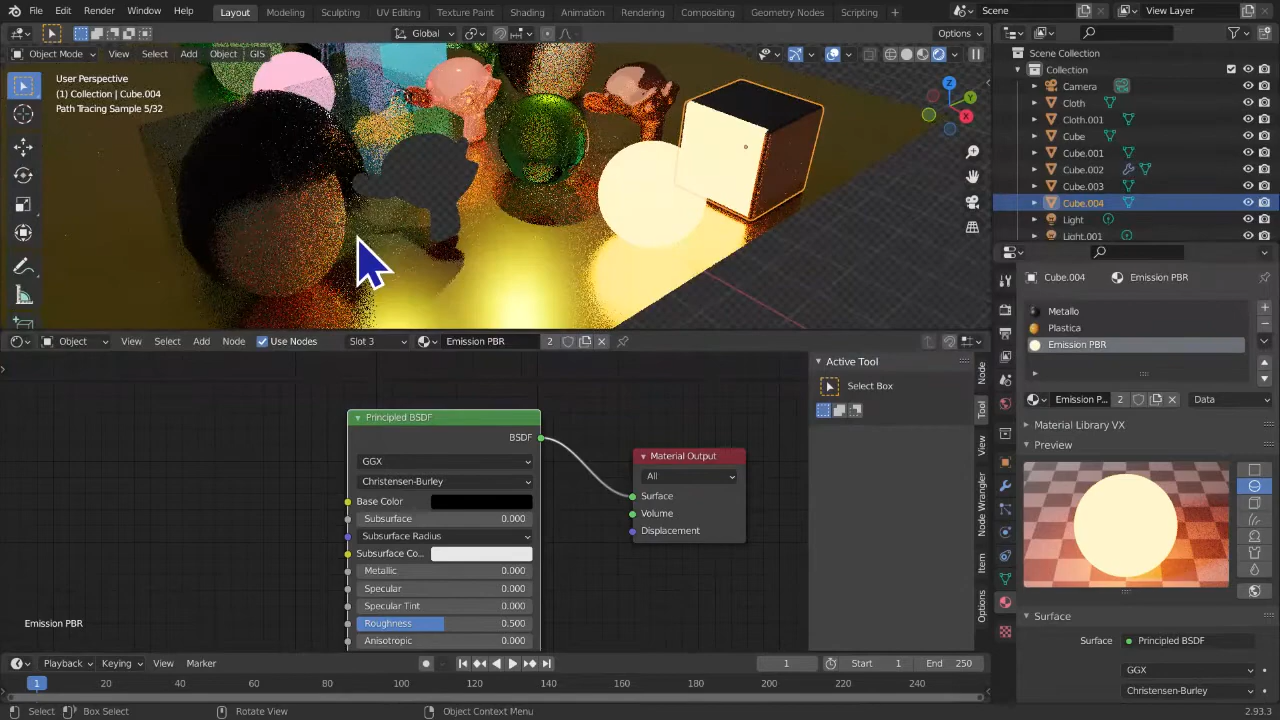 File Edit Render Window Help Layout Modeling Sculpting UV Editing Texture Paint Shading Animation Rendering Compositing Geometry Nodes Scripting + Scene View Layer
Global Options
Object Mode View Select Add Object GIS
User Perspective
(1) Collection | Cube.004
Path Tracing Sample 5/32
Z
Y
X
Scene Collection
Collection
Camera
Cloth
Cloth.001
Cube
Cube.001
Cube.002
Cube.003
Cube.004
Light
Light.001
Object View Select Add Node Use Nodes Slot 3 Emission PBR 2
Principled BSDF
BSDF
GGX
Christensen-Burley
Base Color
Subsurface 0.000
Subsurface Radius
Subsurface Co...
Metallic 0.000
Specular 0.000
Specular Tint 0.000
Roughness 0.500
Anisotropic 0.000
Material Output
All
Surface
Volume
Displacement
Emission PBR
Active Tool
Select Box
Node
Tool
View
Node Wrangler
Item
Options
Cube.004 Emission PBR
Metallo
Plastica
Emission PBR
Emission P... 2 Data
Material Library VX
Preview
Surface
Surface Principled BSDF
GGX
Christensen-Burley
Playback Keying View Marker 1 Start 1 End 250
1 20 40 60 80 100 120 140 160 180 200 220 240
Select Box Select Rotate View Object Context Menu 2.93.3